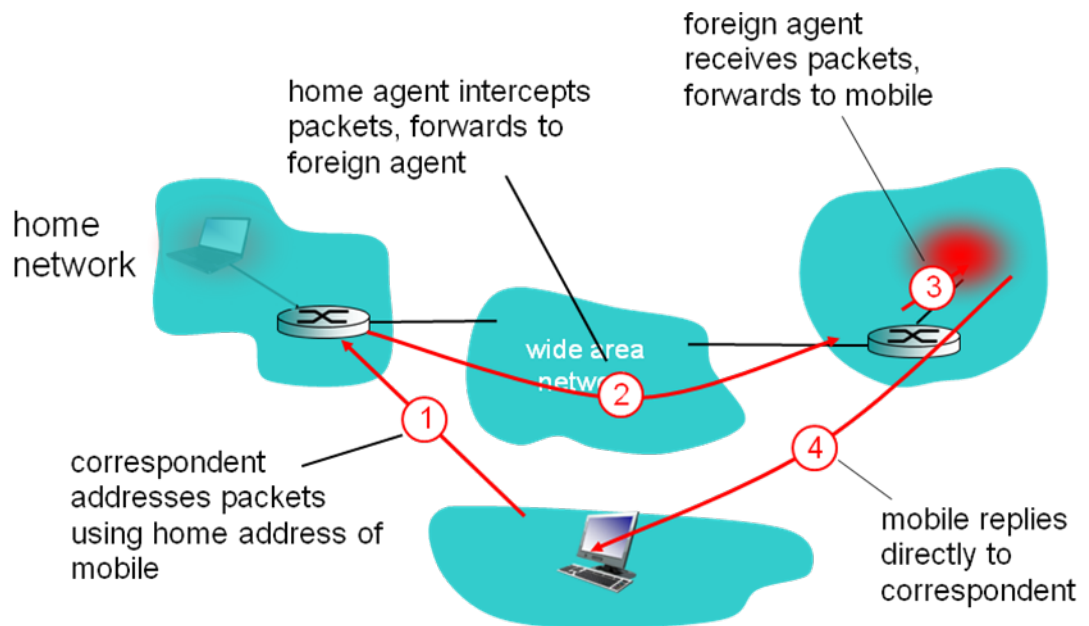 foreign agent
receives packets,
forwards to mobile
home agent intercepts
packets, forwards to
foreign agent
home
network
wide area
network
3
2
1
4
correspondent
addresses packets
using home address of
mobile
mobile replies
directly to
correspondent